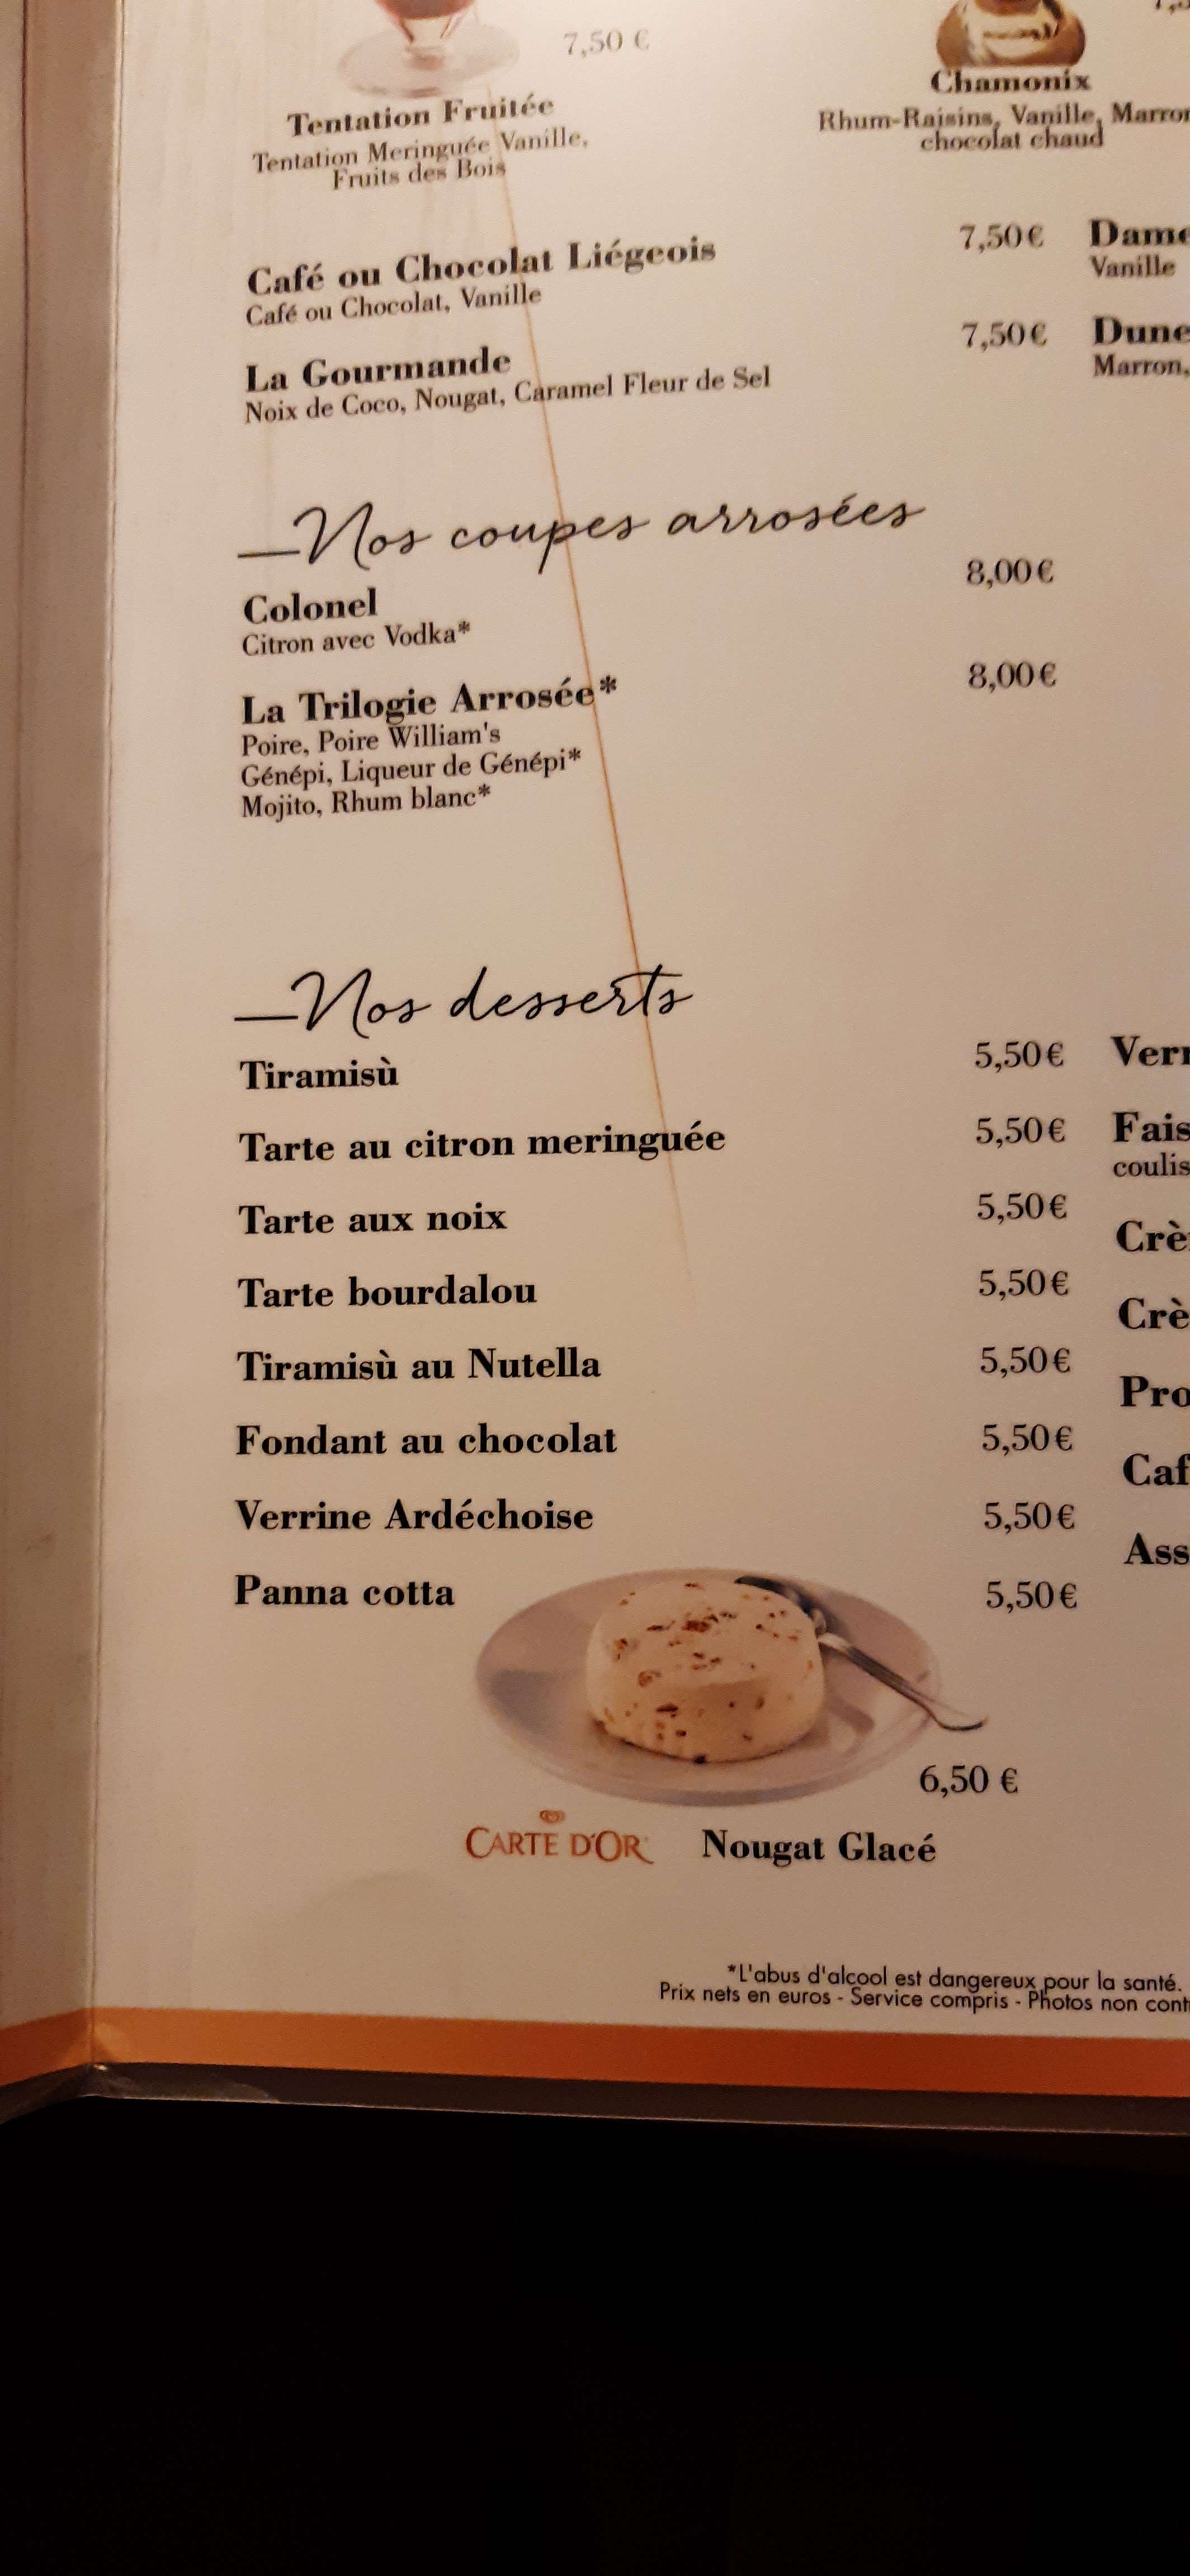 7,50 €
Tentation Fruitée
Tentation Meringuée Vanille,
Fruits des Bois
Chamonix
Rhum-Raisins, Vanille,
chocolat chaud
Café ou Chocolat Liégeois 7,50€
Café ou Chocolat, Vanille
Vanille
La Gourmande 7,50€
Noix de Coco, Nougat, Caramel Fleur de Sel
Marron,
Nos coupes arrosées
Colonel 8,00€
Citron avec Vodka*
La Trilogie Arrosée* 8,00€
Poire, Poire William's
Génépi, Liqueur de Génépi*
Mojito, Rhum blanc*
Nos desserts
Tiramisù 5,50€
Tarte au citron meringuée 5,50€
Tarte aux noix 5,50€
Tarte bourdalou 5,50€
Tiramisù au Nutella 5,50€
Fondant au chocolat 5,50€
Verrine Ardéchoise 5,50€
Panna cotta 5,50€
coulis
6,50 €
CARTE D'OR Nougat Glacé
*L'abus d'alcool est dangereux pour la santé.
Prix nets en euros - Service compris - Photos non